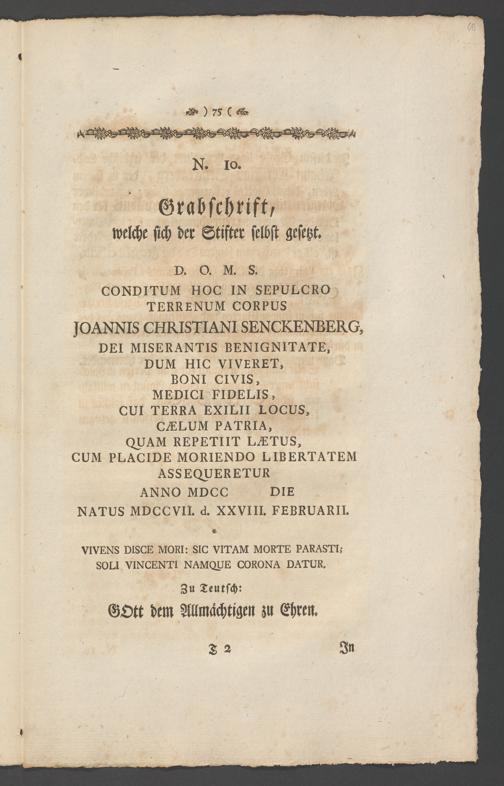 ) 75 (
N. 10.
Grabschrift,
welche sich der Stifter selbst gesetzt.
D. O. M. S.
CONDITUM HOC IN SEPULCRO
TERRENUM CORPUS
JOANNIS CHRISTIANI SENCKENBERG,
DEI MISERANTIS BENIGNITATE,
DUM HIC VIVERET,
BONI CIVIS,
MEDICI FIDELIS,
CUI TERRA EXILII LOCUS,
CÆLUM PATRIA,
QUAM REPETIIT LÆTUS,
CUM PLACIDE MORIENDO LIBERTATEM
ASSEQUERETUR
ANNO MDCC DIE
NATUS MDCCVII. d. XXVIII. FEBRUARII.
*
VIVENS DISCE MORI: SIC VITAM MORTE PARASTI;
SOLI VINCENTI NAMQUE CORONA DATUR.
Zu Teutsch:
GOtt dem Allmächtigen zu Ehren.
T 2 In